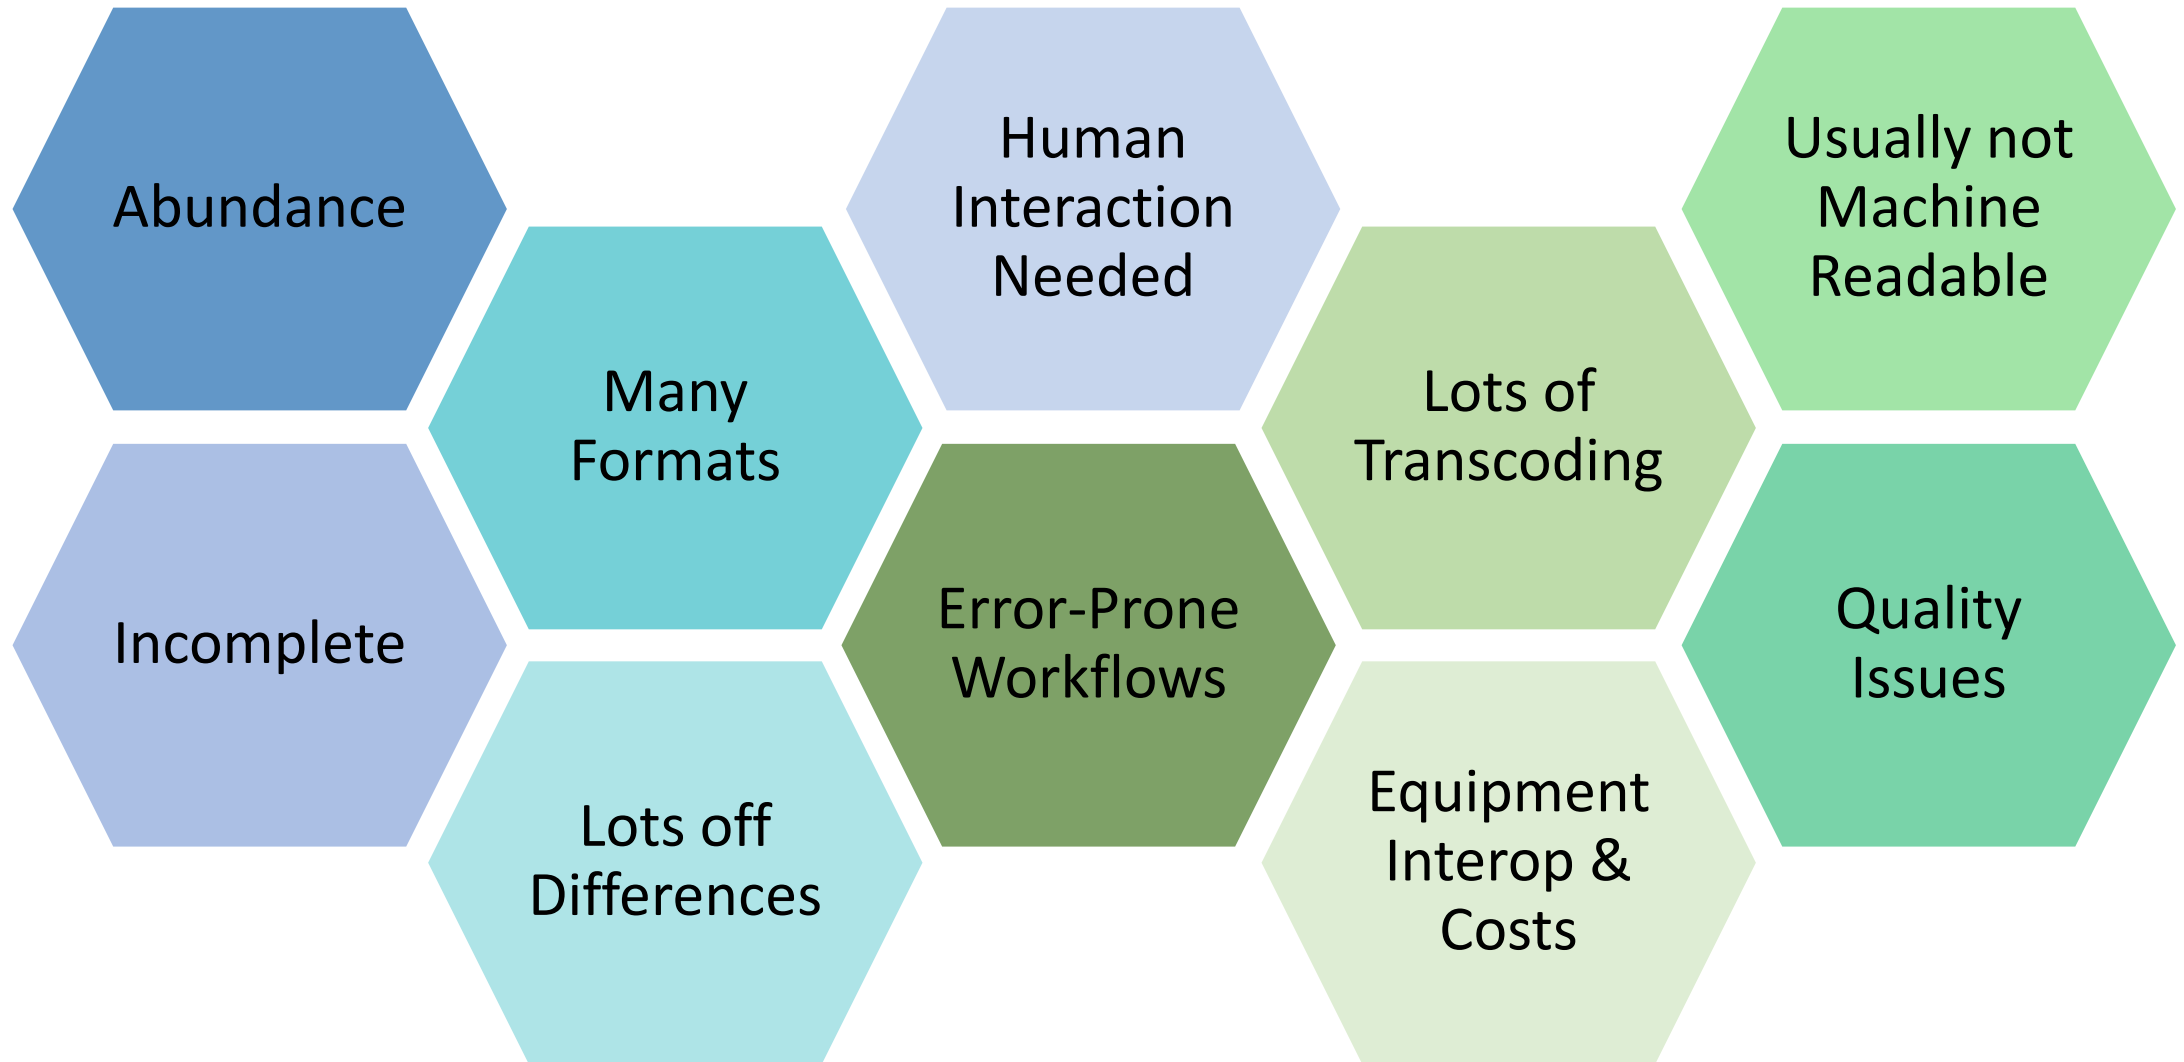 Abundance
Incomplete
Many
Formats
Lots off
Differences
Human
Interaction
Needed
Error-Prone
Workflows
Lots of
Transcoding
Equipment
Interop &
Costs
Usually not
Machine
Readable
Quality
Issues